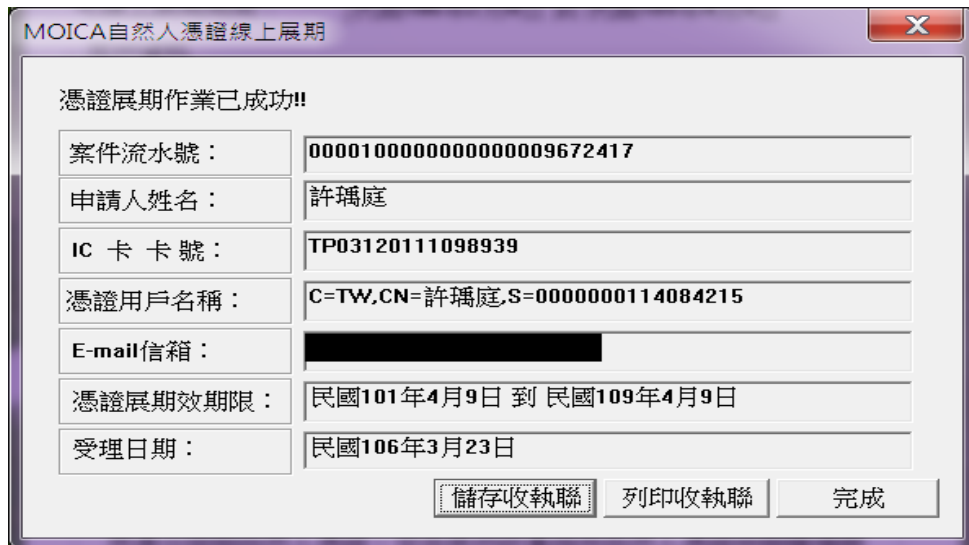 MOICA自然人憑證線上展期
憑證展期作業已成功!!
案件流水號：
0000100000000000009672417
申請人姓名：
許瑀庭
IC 卡 卡 號：
TP03120111098939
憑證用戶名稱：
C=TW,CN=許瑀庭,S=0000000114084215
E-mail信箱：
憑證展期效期限：
民國101年4月9日 到 民國109年4月9日
受理日期：
民國106年3月23日
儲存收執聯
列印收執聯
完成